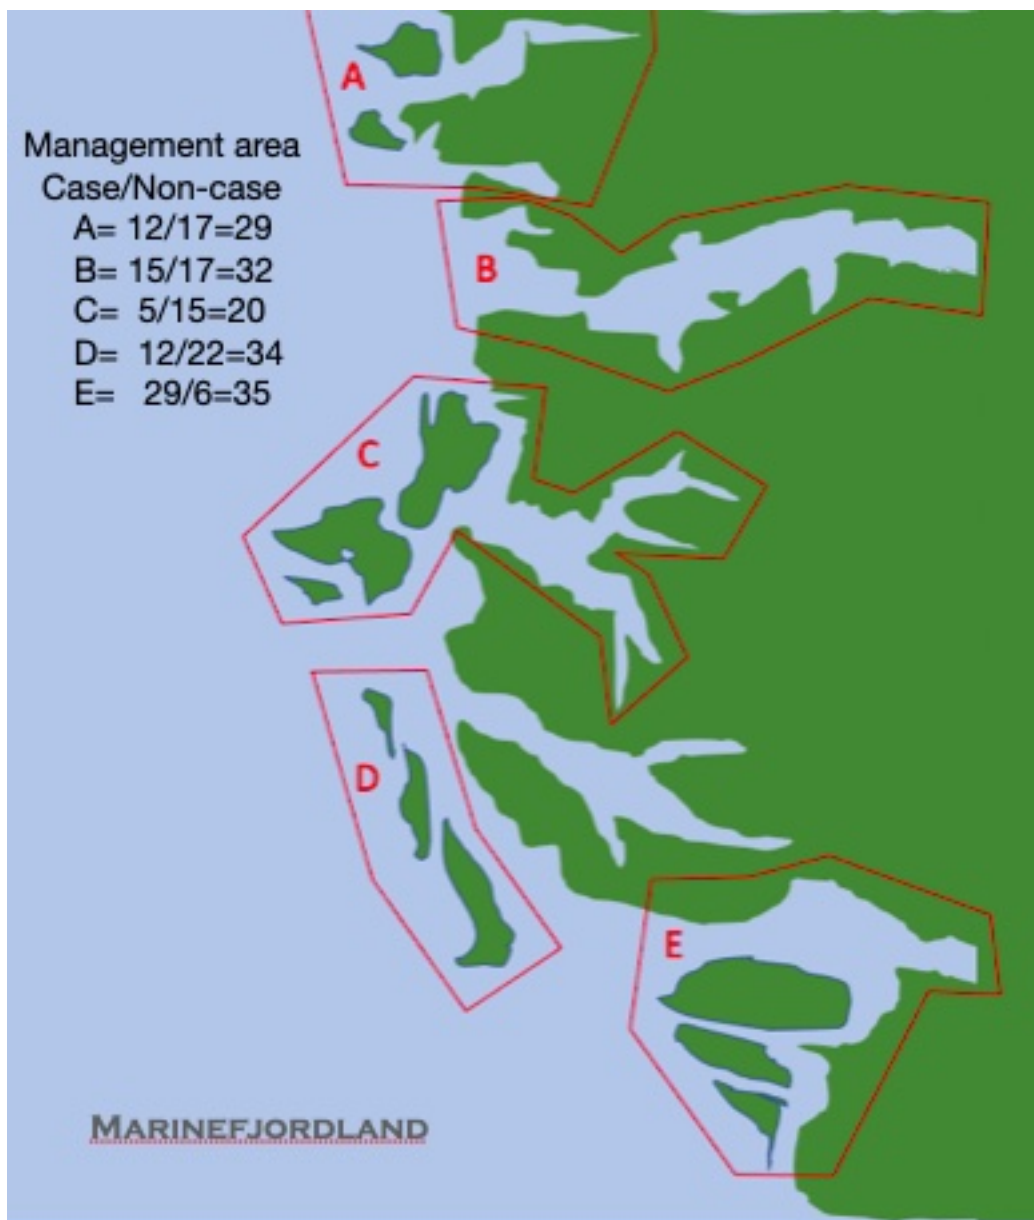 A
Management area
Case/Non-case
A= 12/17=29
B= 15/17=32
C= 5/15=20
D= 12/22=34
E= 29/6=35
B
C
D
E
MARINEFJORDLAND